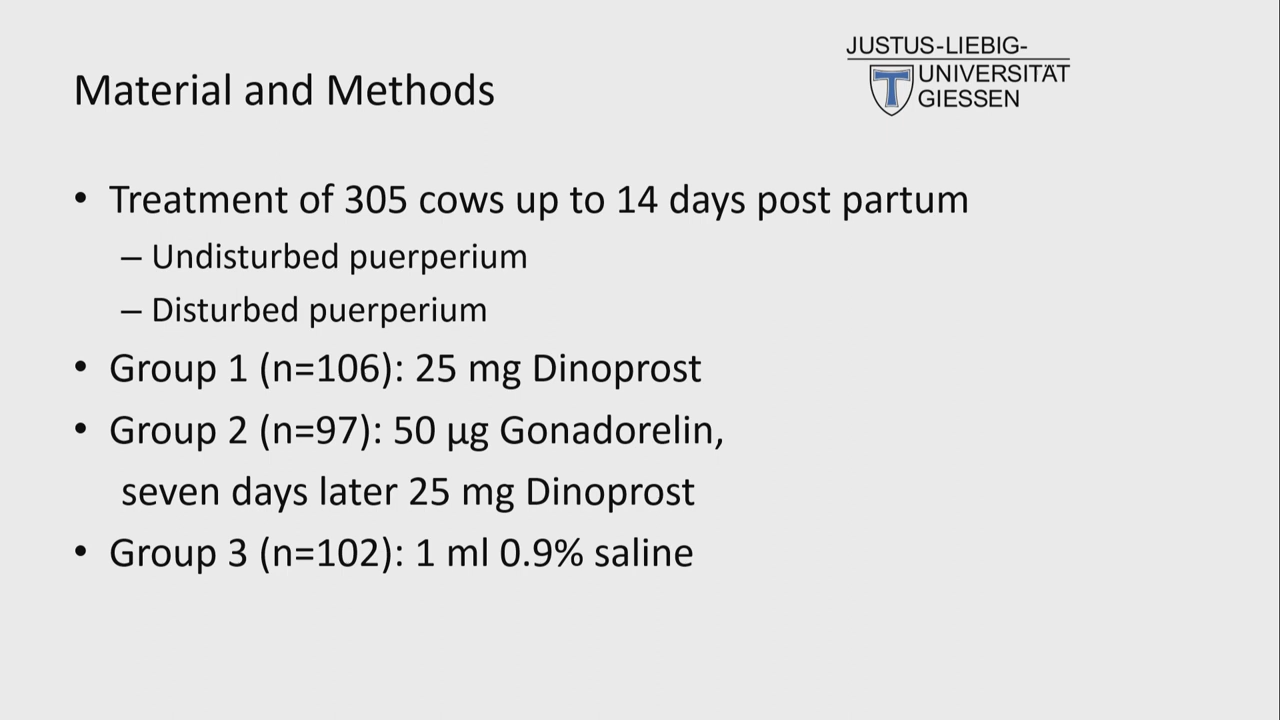 JUSTUS-LIEBIG-
UNIVERSITÄT
GIESSEN
Material and Methods
• Treatment of 305 cows up to 14 days post partum
– Undisturbed puerperium
– Disturbed puerperium
• Group 1 (n=106): 25 mg Dinoprost
• Group 2 (n=97): 50 µg Gonadorelin,
seven days later 25 mg Dinoprost
• Group 3 (n=102): 1 ml 0.9% saline